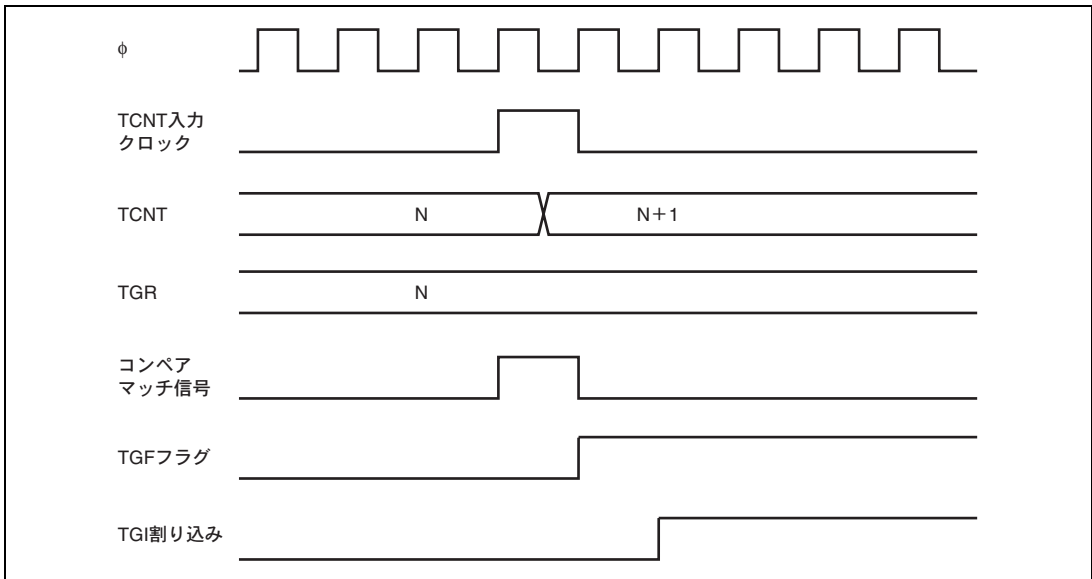 φ
TCNT入力
クロック
TCNT
N
N+1
TGR
N
コンペア
マッチ信号
TGFフラグ
TGI割り込み